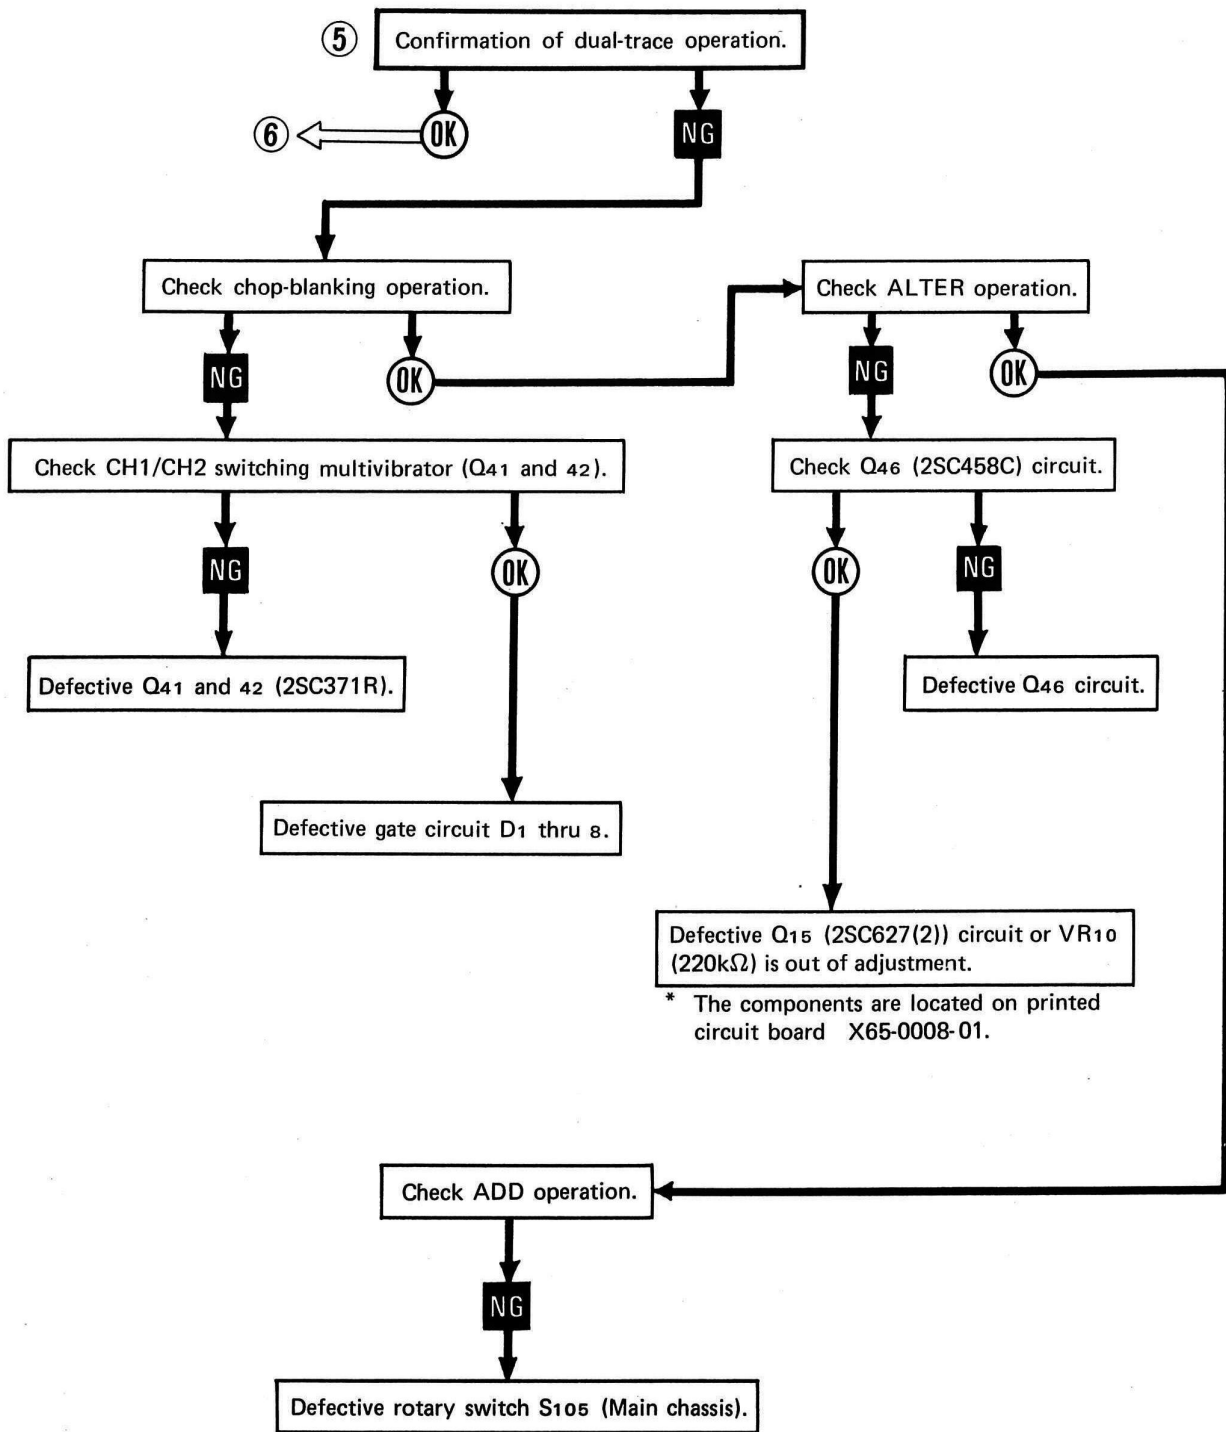 ⑤ Confirmation of dual-trace operation.
⑥ OK NG
Check chop-blanking operation.
Check ALTER operation.
NG OK NG OK
Check CH1/CH2 switching multivibrator (Q41 and 42).
Check Q46 (2SC458C) circuit.
NG OK OK NG
Defective Q41 and 42 (2SC371R).
Defective Q46 circuit.
Defective gate circuit D1 thru 8.
Defective Q15 (2SC627(2)) circuit or VR10
(220kΩ) is out of adjustment.
* The components are located on printed
circuit board X65-0008-01.
Check ADD operation.
NG
Defective rotary switch S105 (Main chassis).